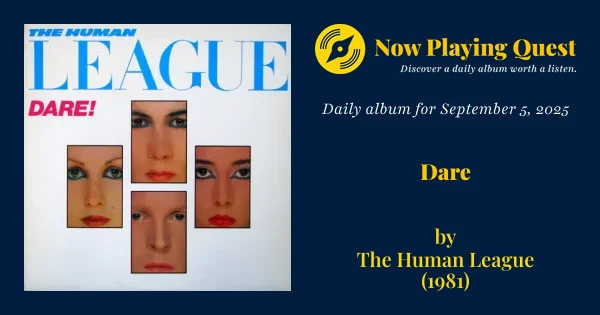 THE HUMAN
LEAGUE
DARE!
Now Playing Quest
Discover a daily album worth a listen.
Daily album for September 5, 2025
Dare
by
The Human League
(1981)